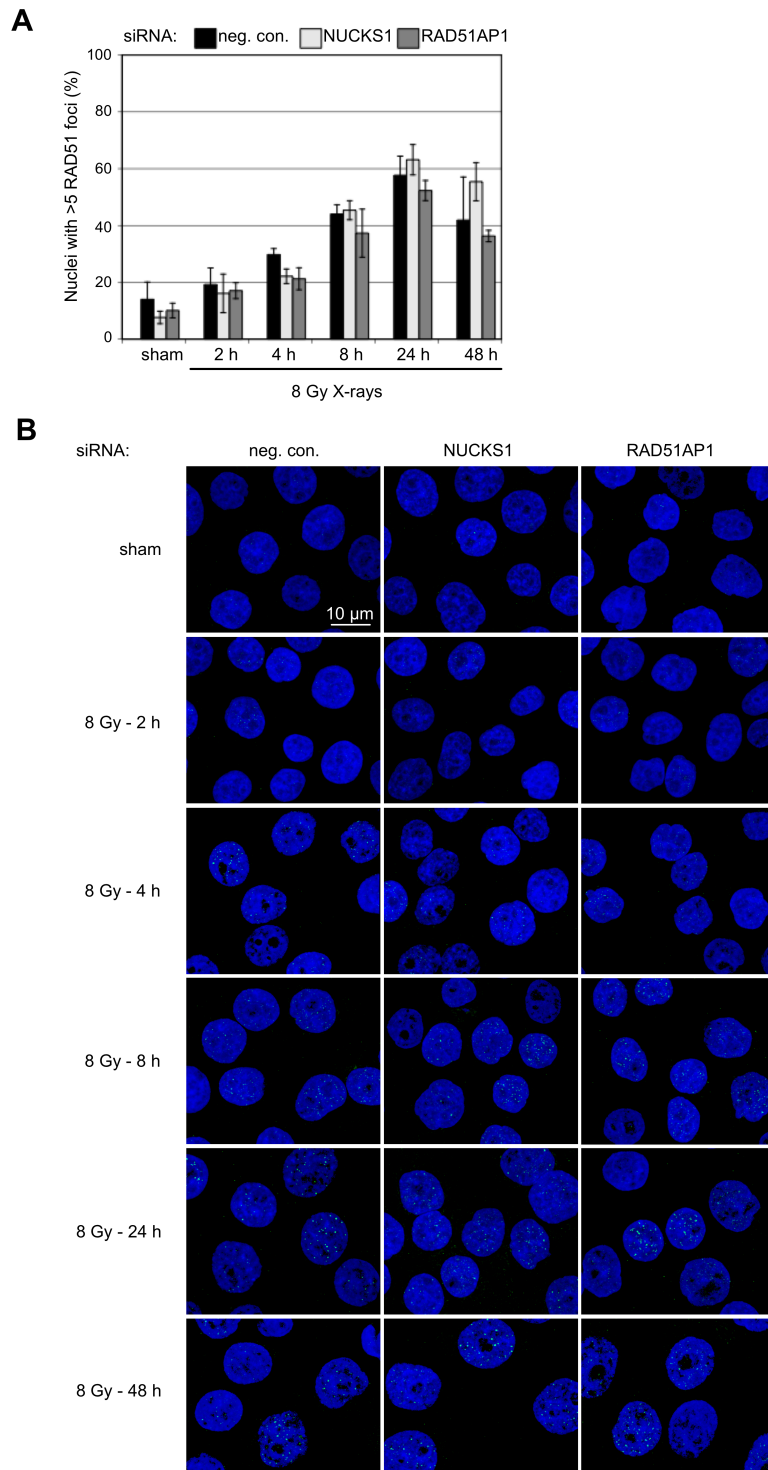 A
siRNA: neg. con. NUCKS1 RAD51AP1
Nuclei with >5 RAD51 foci (%)
100
80
60
40
20
0
sham 2 h 4 h 8 h 24 h 48 h
8 Gy X-rays
B
siRNA: neg. con. NUCKS1 RAD51AP1
sham
10 µm
8 Gy - 2 h
8 Gy - 4 h
8 Gy - 8 h
8 Gy - 24 h
8 Gy - 48 h